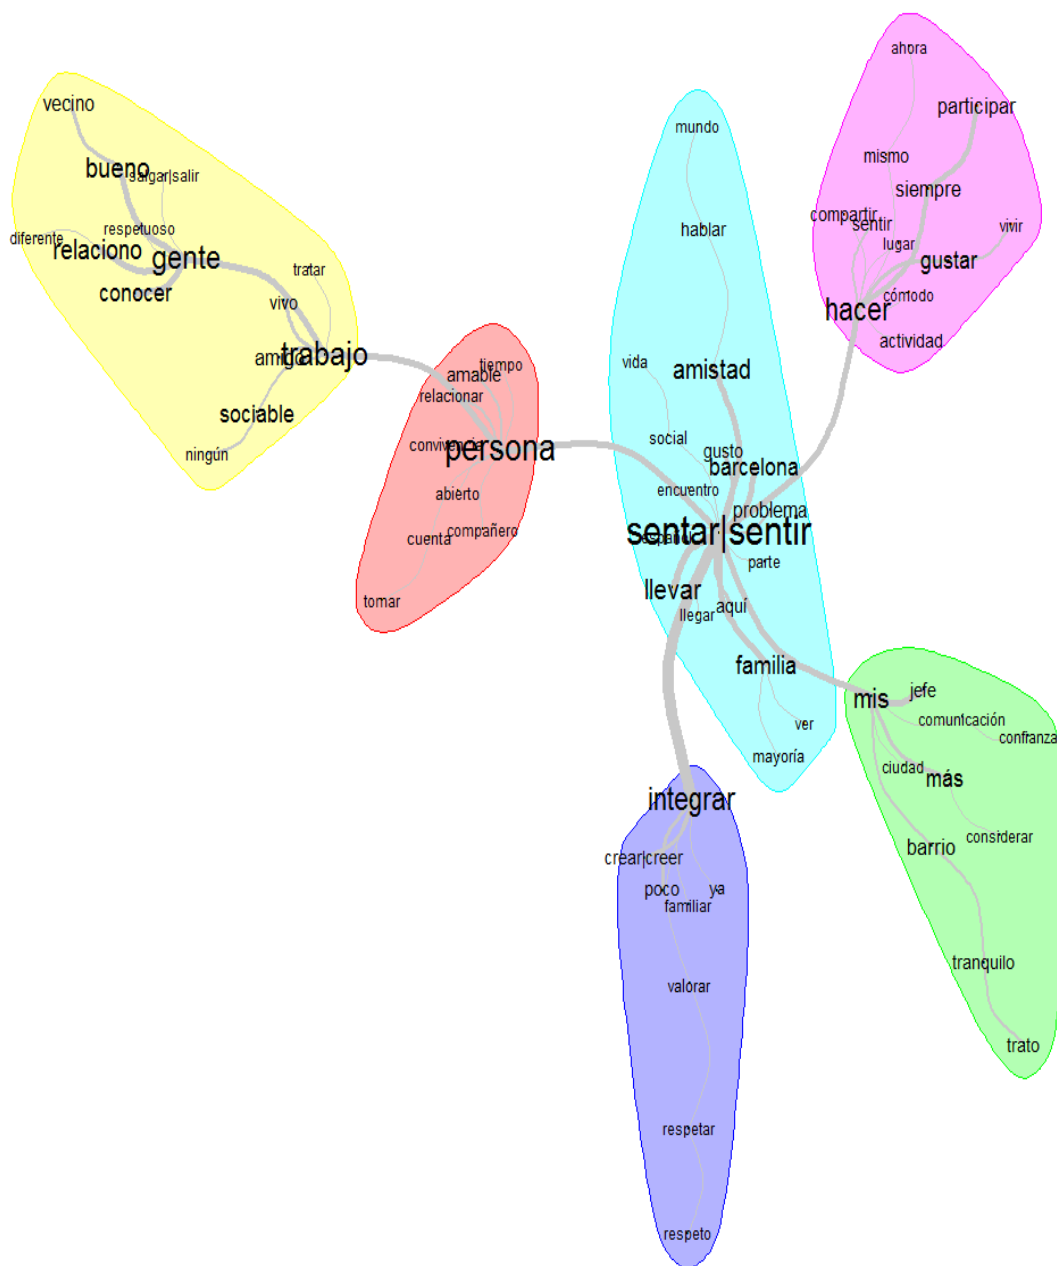 vecino
bueno
salgar|salir
respetuoso
diferente
relaciono
gente
conocer
tratar
vivo
amigo
trabajo
sociable
ningún
tiempo
amable
relacionar
convivencia
persona
abierto
compañero
cuenta
tomar
mundo
hablar
vida
amistad
social
gusto
barcelona
encuentro
problema
sentar|sentir
español
parte
llevar
llegar
aquí
familia
ver
mayoría
ahora
participar
mismo
siempre
compartir
sentir
vivir
lugar
gustar
cómodo
hacer
actividad
mis
jefe
comunicación
confianza
ciudad
más
considerar
barrio
tranquilo
trato
integrar
crear|creer
poco
ya
familiar
valorar
respetar
respeto